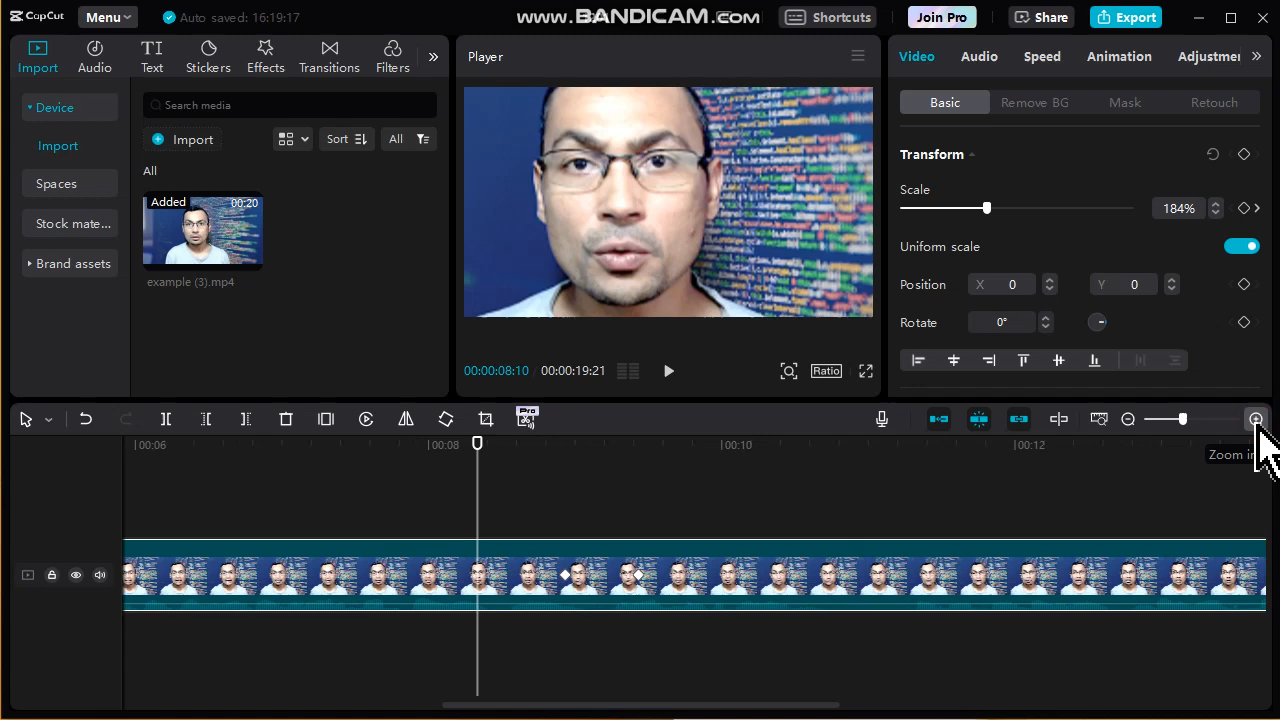 CapCut Menu Auto saved: 16:19:17 www.BANDICAM.com Shortcuts Join Pro Share Export
Import Audio Text Stickers Effects Transitions Filters
Player
Video Audio Speed Animation Adjustmer
Device
Import
Spaces
Stock mate...
Brand assets
Search media
Import Sort All
All
Added 00:20
example (3).mp4
00:00:08:10 00:00:19:21 Ratio
Basic Remove BG Mask Retouch
Transform
Scale
184%
Uniform scale
Position X 0 Y 0
Rotate 0°
Pro
00:06 00:08 00:10 00:12
Zoom in